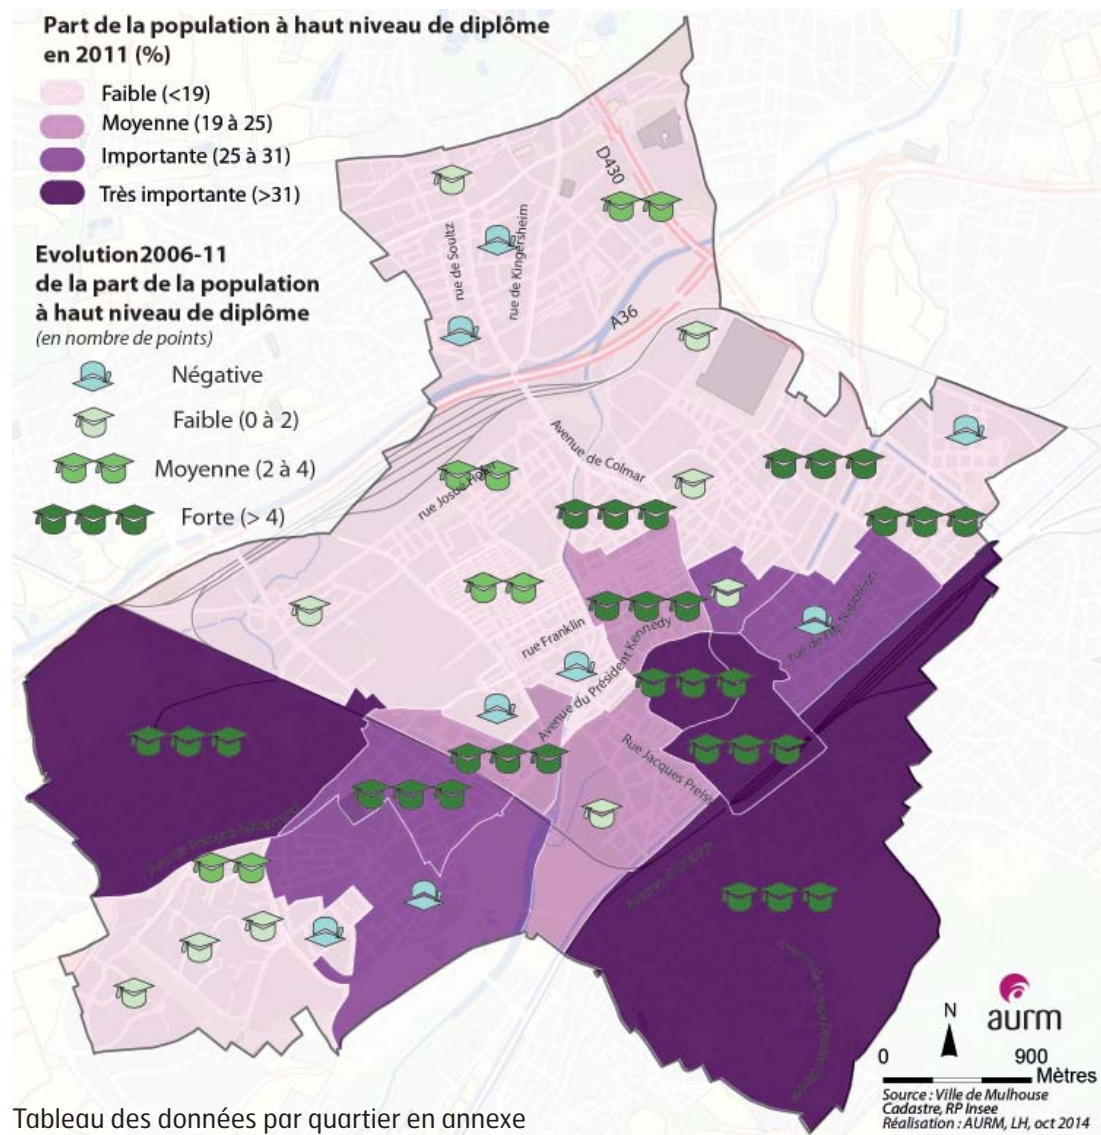 Part de la population à haut niveau de diplôme
en 2011 (%)
Faible (<19)
Moyenne (19 à 25)
Importante (25 à 31)
Très importante (>31)
Evolution2006-11
de la part de la population
à haut niveau de diplôme
(en nombre de points)
Négative
Faible (0 à 2)
Moyenne (2 à 4)
Forte (> 4)
D430
rue de Soultz
rue de Kingersheim
A36
Avenue de Colmar
rue Josué
rue Franklin
Avenue du Président Kennedy
Rue Jacques Preiss
N
aurm
0 900
Mètres
Source : Ville de Mulhouse
Cadastre, RP Insee
Réalisation : AURM, LH, oct 2014
Tableau des données par quartier en annexe